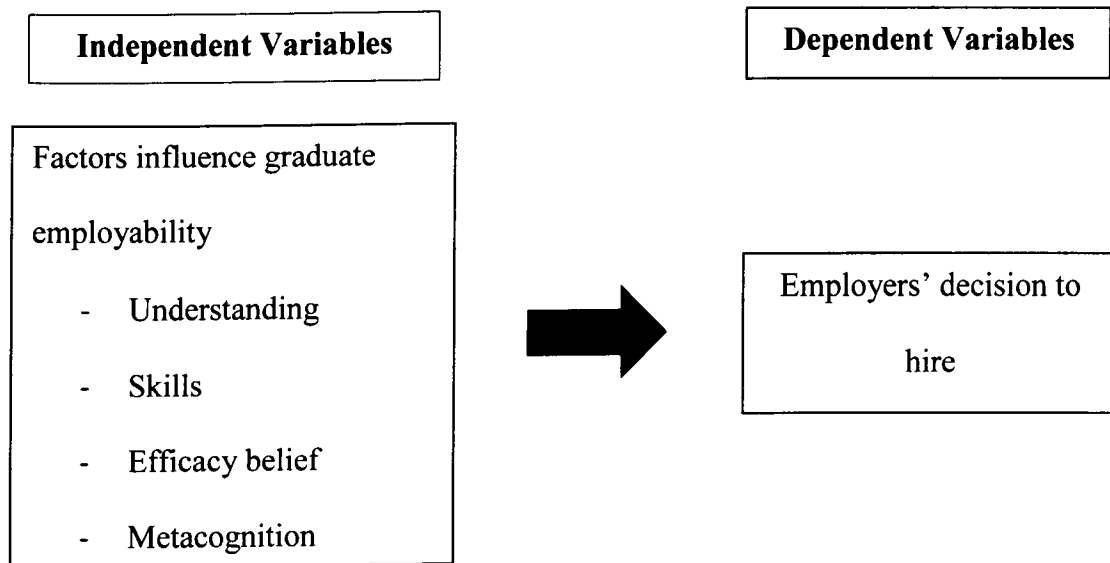 Independent Variables
Dependent Variables
Factors influence graduate
employability
- Understanding
- Skills
- Efficacy belief
- Metacognition
Employers’ decision to
hire